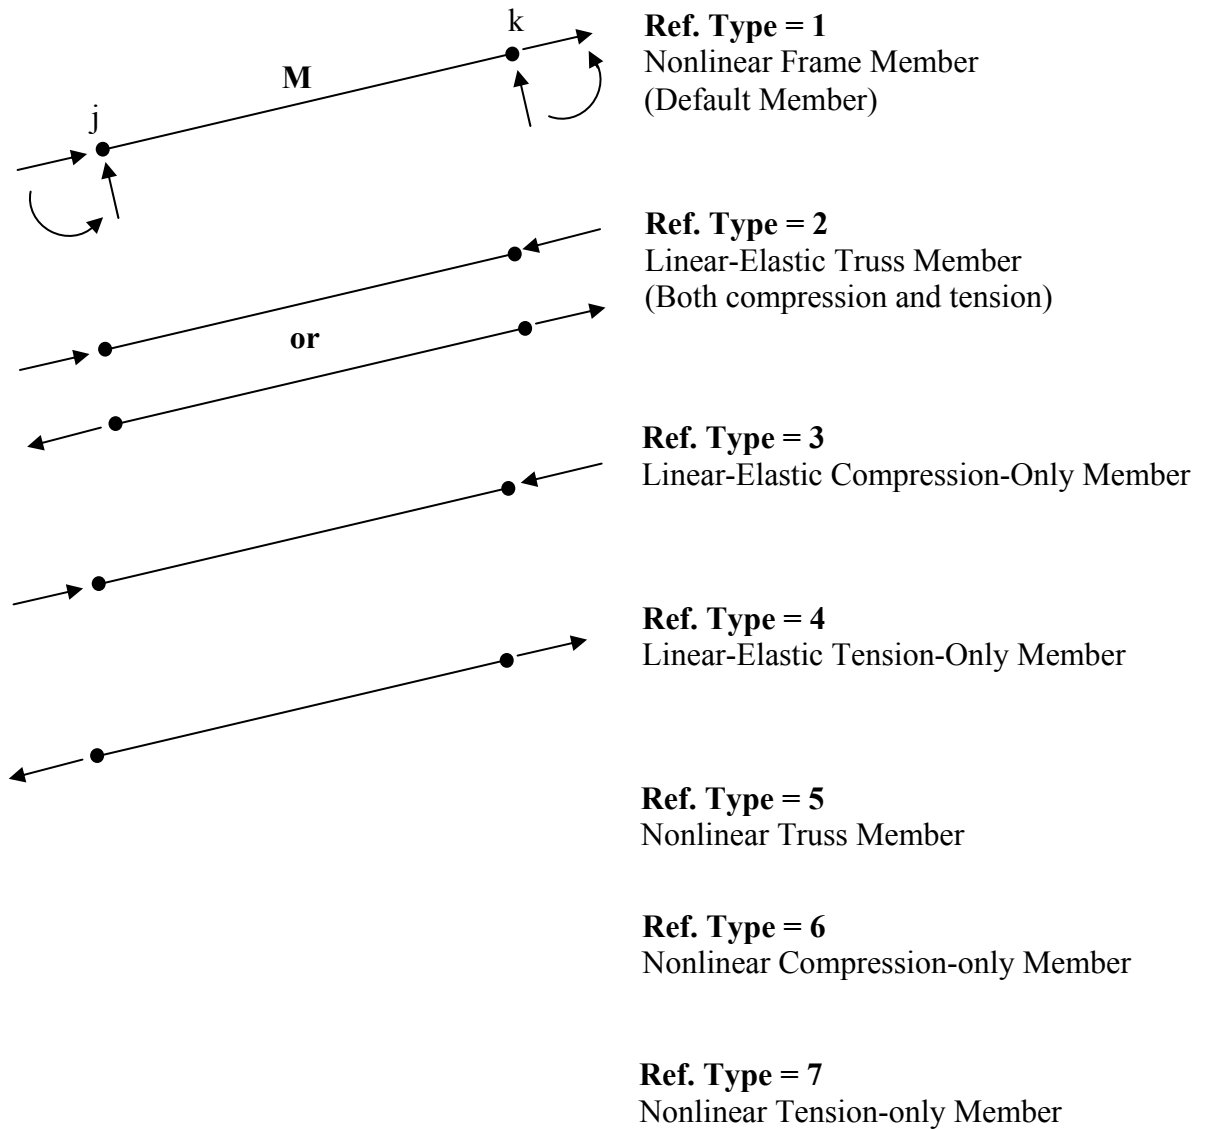 k
M
j
Ref. Type = 1
Nonlinear Frame Member
(Default Member)
Ref. Type = 2
Linear-Elastic Truss Member
(Both compression and tension)
or
Ref. Type = 3
Linear-Elastic Compression-Only Member
Ref. Type = 4
Linear-Elastic Tension-Only Member
Ref. Type = 5
Nonlinear Truss Member
Ref. Type = 6
Nonlinear Compression-only Member
Ref. Type = 7
Nonlinear Tension-only Member